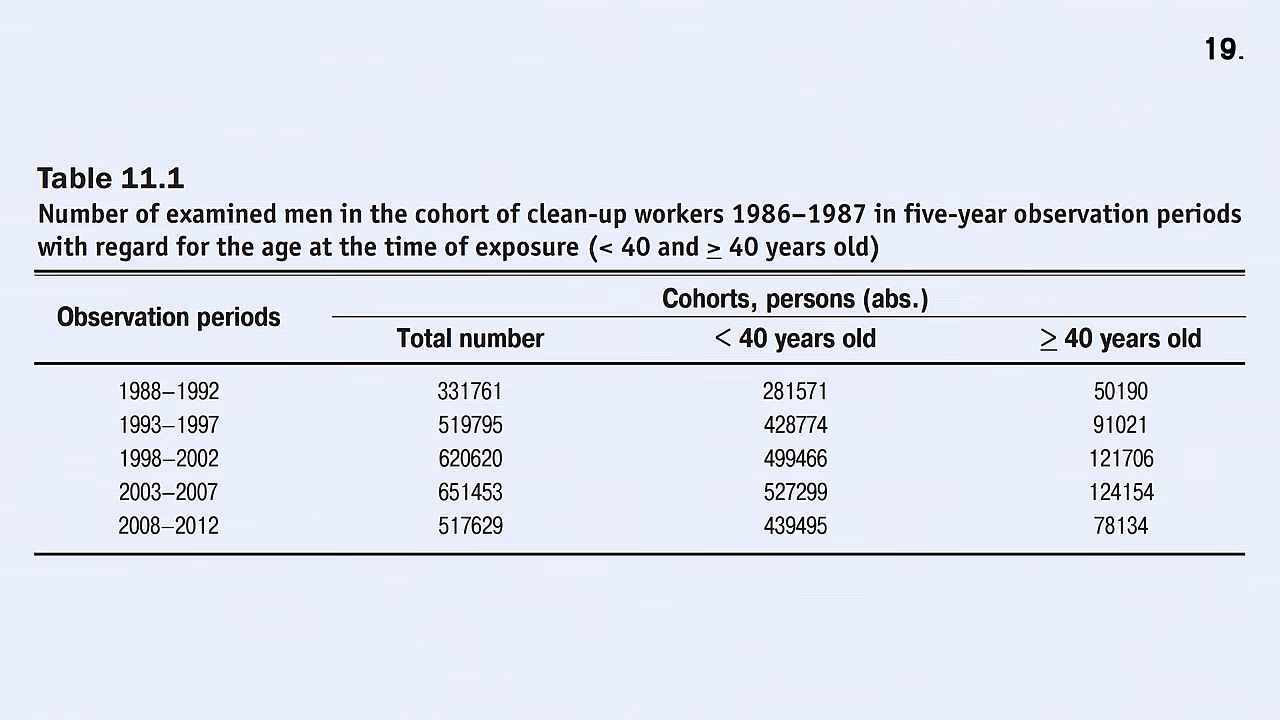 19.
Table 11.1
Number of examined men in the cohort of clean-up workers 1986–1987 in five-year observation periods
with regard for the age at the time of exposure (< 40 and ≥ 40 years old)
Observation periods
Cohorts, persons (abs.)
Total number < 40 years old ≥ 40 years old
1988–1992 331761 281571 50190
1993–1997 519795 428774 91021
1998–2002 620620 499466 121706
2003–2007 651453 527299 124154
2008–2012 517629 439495 78134